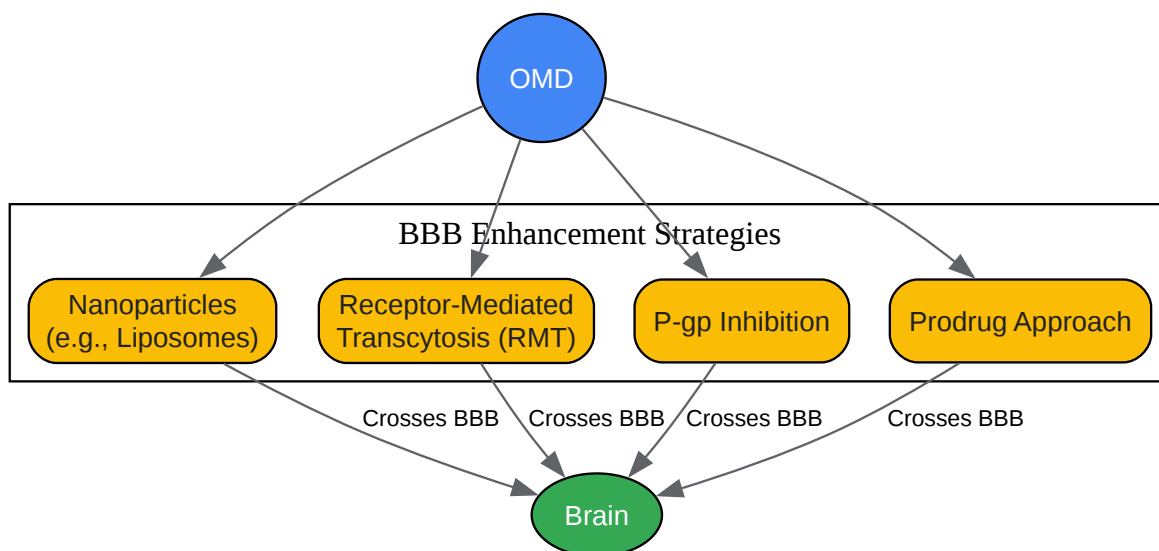 OMD
BBB Enhancement Strategies
Nanoparticles
(e.g., Liposomes)
Receptor-Mediated
Transcytosis (RMT)
P-gp Inhibition
Prodrug Approach
Crosses BBB
Crosses BBB
Crosses BBB
Crosses BBB
Brain